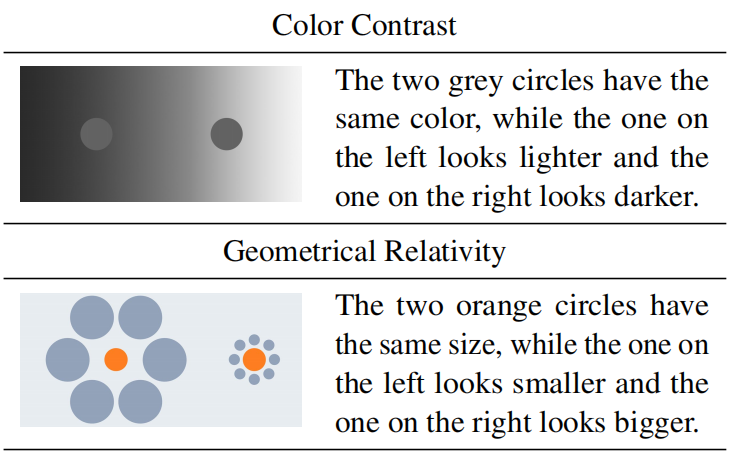 Color Contrast
The two grey circles have the
same color, while the one on
the left looks lighter and the
one on the right looks darker.
Geometrical Relativity
The two orange circles have
the same size, while the one on
the left looks smaller and the
one on the right looks bigger.